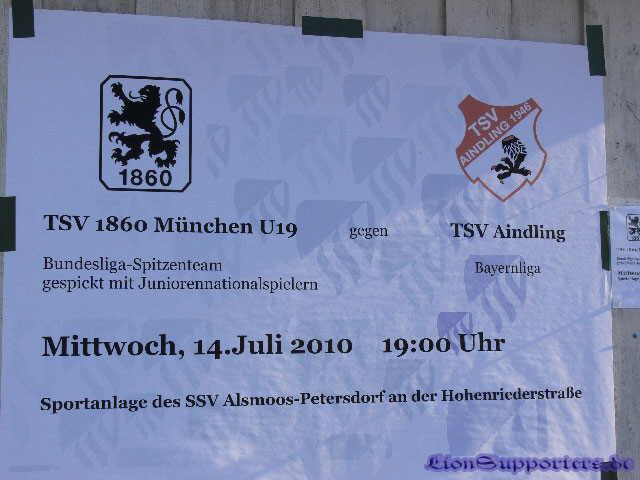 1860
TSV
AINDLING 1946
TSV 1860 München U19 gegen TSV Aindling
Bundesliga-Spitzenteam Bayernliga
gespickt mit Juniorennationalspielern
Mittwoch, 14.Juli 2010 19:00 Uhr
Sportanlage des SSV Alsmoos-Petersdorf an der Hohenriederstraße
LionSupporters.de